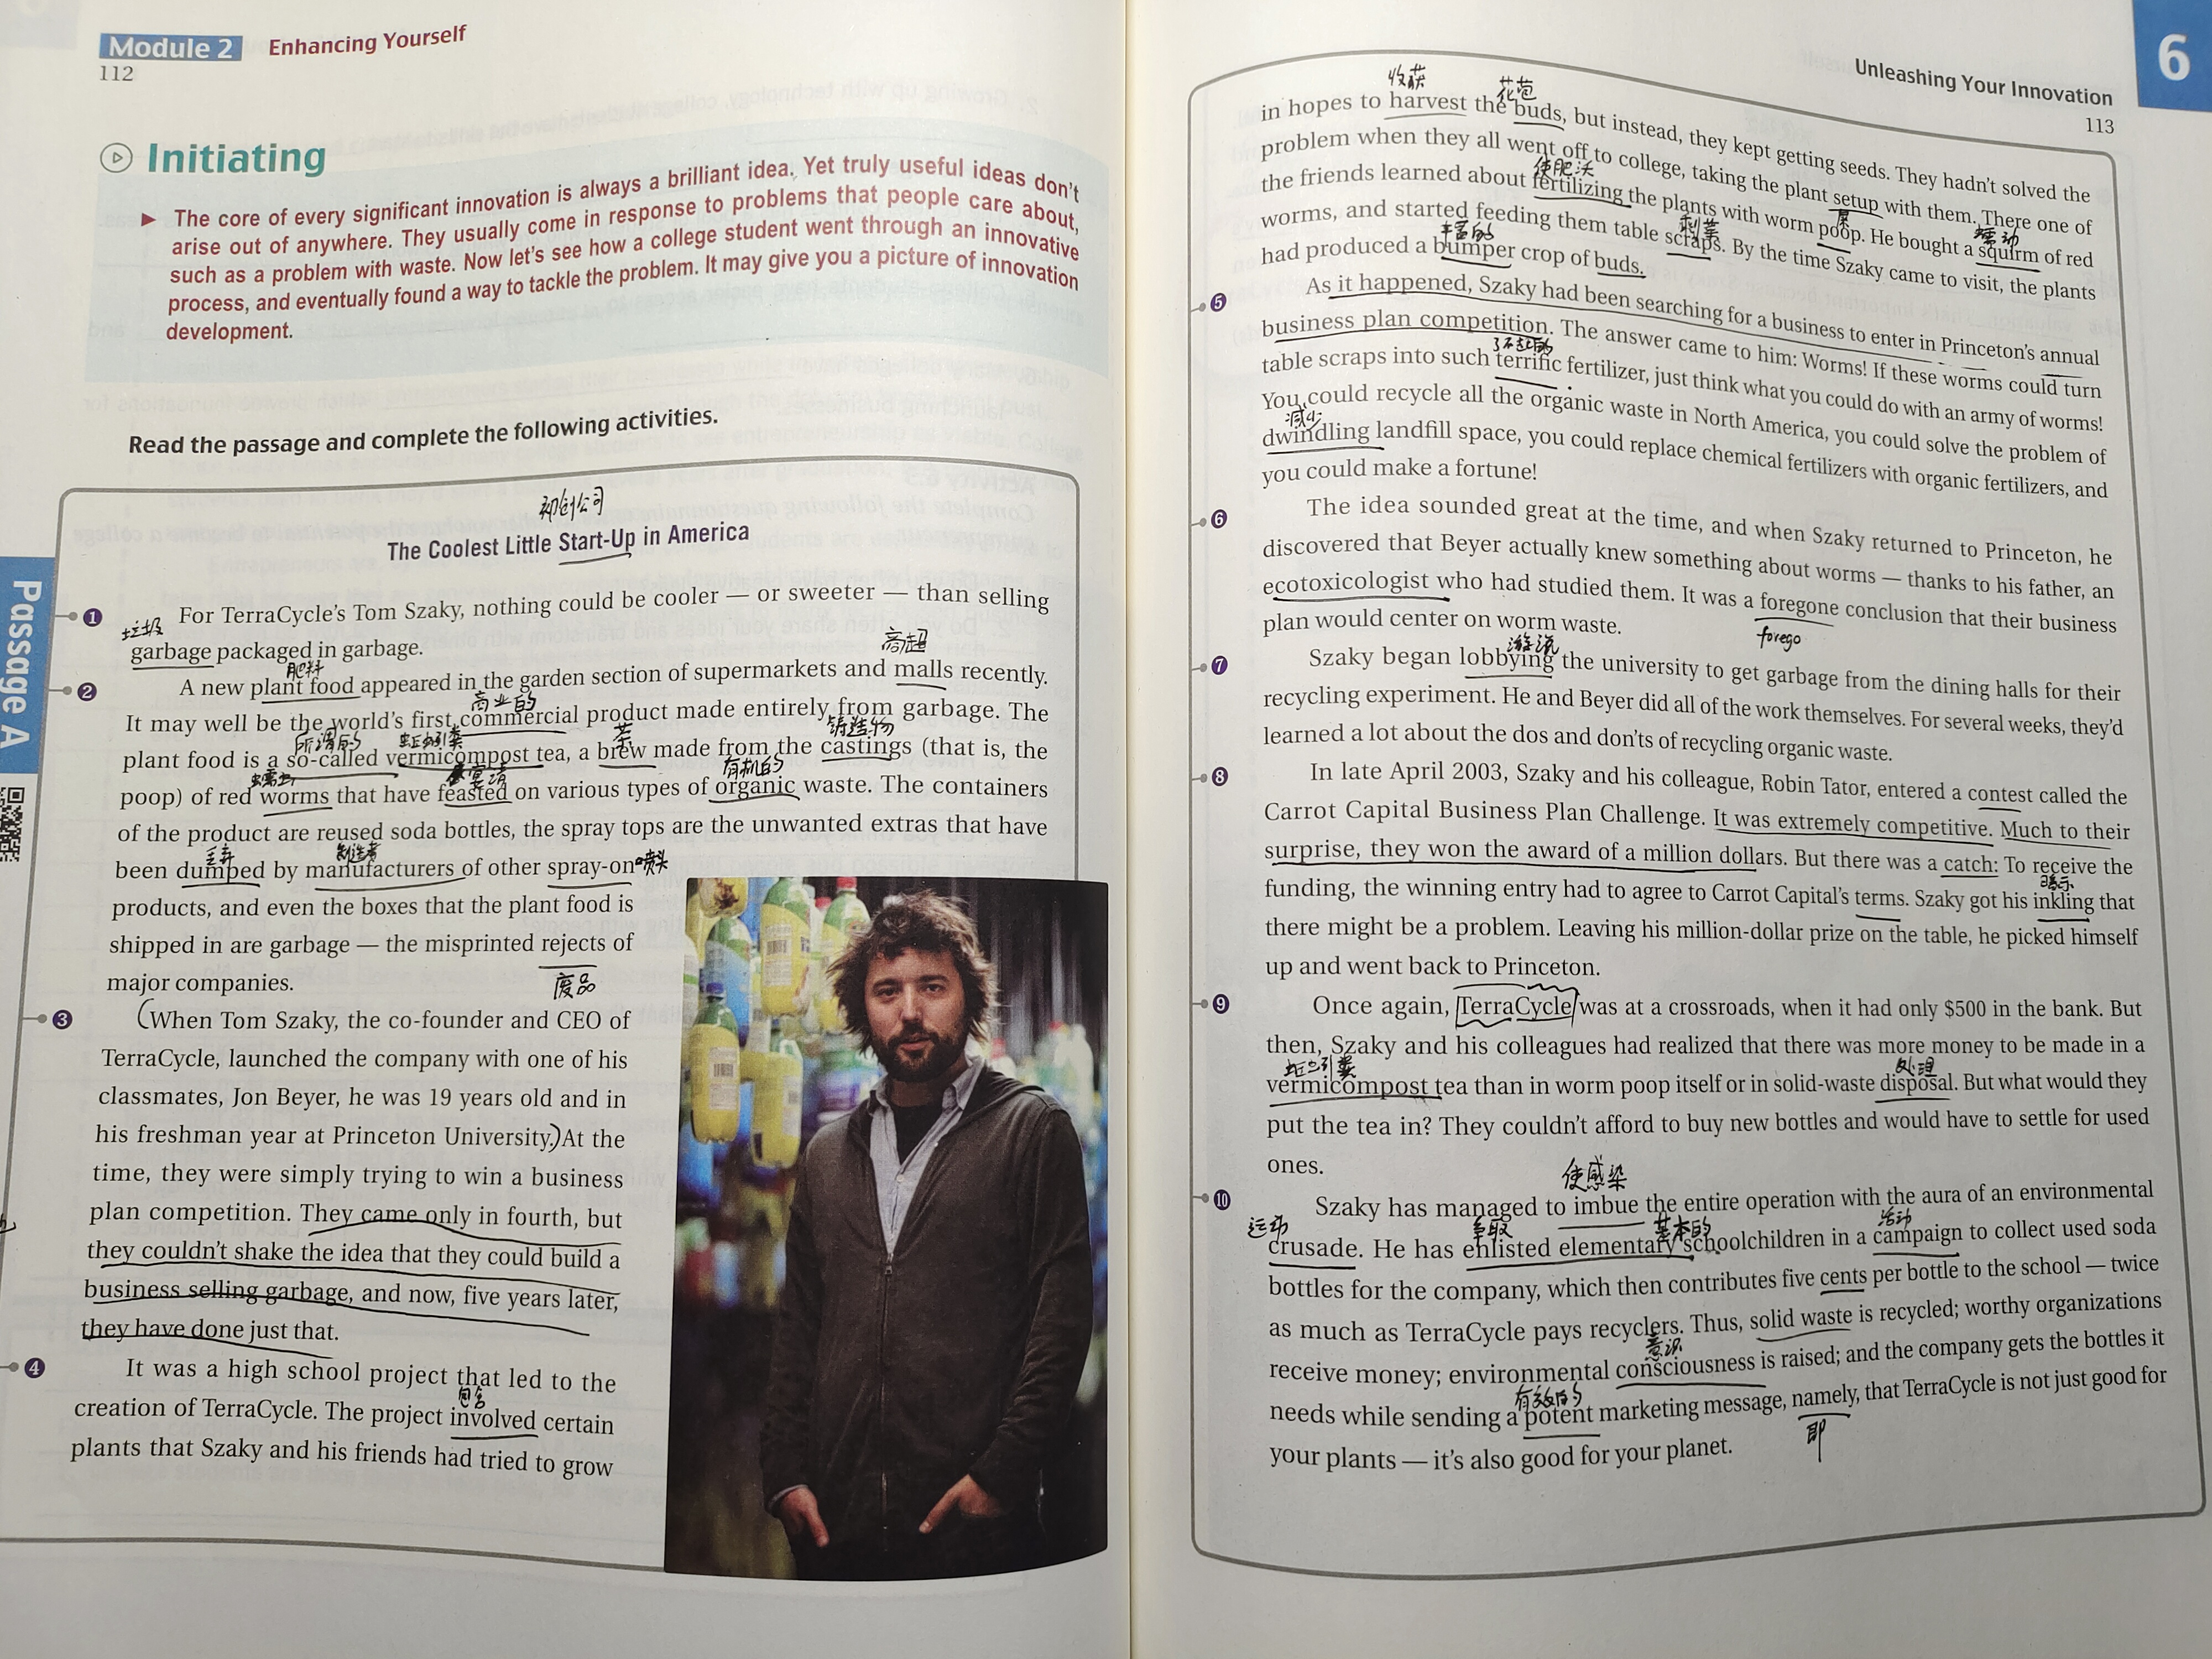 Module 2 Enhancing Yourself
112
Initiating
The core of every significant innovation is always a brilliant idea. Yet truly useful ideas don't
arise out of anywhere. They usually come in response to problems that people care about,
such as a problem with waste. Now let's see how a college student went through an innovative
process, and eventually found a way to tackle the problem. It may give you a picture of innovation
development.
Read the passage and complete the following activities.
初创公司
The Coolest Little Start-Up in America
Passage A
1 For TerraCycle's Tom Szaky, nothing could be cooler — or sweeter — than selling
垃圾 高超
garbage packaged in garbage.
肥料
2 A new plant food appeared in the garden section of supermarkets and malls recently.
商业的
It may well be the world's first commercial product made entirely from garbage. The
所谓的 蚯蚓粪 茶 铸造物
plant food is a so-called vermicompost tea, a brew made from the castings (that is, the
蠕虫 宴请 有机的
poop) of red worms that have feasted on various types of organic waste. The containers
of the product are reused soda bottles, the spray tops are the unwanted extras that have
丢弃 制造者
been dumped by manufacturers of other spray-on 喷头
products, and even the boxes that the plant food is
shipped in are garbage — the misprinted rejects of
major companies. 废品
3 When Tom Szaky, the co-founder and CEO of
TerraCycle, launched the company with one of his
classmates, Jon Beyer, he was 19 years old and in
his freshman year at Princeton University. At the
time, they were simply trying to win a business
plan competition. They came only in fourth, but
they couldn't shake the idea that they could build a
business selling garbage, and now, five years later,
they have done just that.
4 It was a high school project that led to the
包含
creation of TerraCycle. The project involved certain
plants that Szaky and his friends had tried to grow
6
Unleashing Your Innovation
113
收获 花苞
in hopes to harvest the buds, but instead, they kept getting seeds. They hadn't solved the
problem when they all went off to college, taking the plant setup with them. There one of
使肥沃
the friends learned about fertilizing the plants with worm poop. He bought a squirm of red
屎 蠕动
剩菜
worms, and started feeding them table scraps. By the time Szaky came to visit, the plants
丰富的
had produced a bumper crop of buds.
5 As it happened, Szaky had been searching for a business to enter in Princeton's annual
business plan competition. The answer came to him: Worms! If these worms could turn
了不起的
table scraps into such terrific fertilizer, just think what you could do with an army of worms!
You could recycle all the organic waste in North America, you could solve the problem of
减少
dwindling landfill space, you could replace chemical fertilizers with organic fertilizers, and
you could make a fortune!
6 The idea sounded great at the time, and when Szaky returned to Princeton, he
discovered that Beyer actually knew something about worms — thanks to his father, an
ecotoxicologist who had studied them. It was a foregone conclusion that their business
plan would center on worm waste. forego
游说
7 Szaky began lobbying the university to get garbage from the dining halls for their
recycling experiment. He and Beyer did all of the work themselves. For several weeks, they'd
learned a lot about the dos and don'ts of recycling organic waste.
8 In late April 2003, Szaky and his colleague, Robin Tator, entered a contest called the
Carrot Capital Business Plan Challenge. It was extremely competitive. Much to their
surprise, they won the award of a million dollars. But there was a catch: To receive the
暗示
funding, the winning entry had to agree to Carrot Capital's terms. Szaky got his inkling that
there might be a problem. Leaving his million-dollar prize on the table, he picked himself
up and went back to Princeton.
9 Once again, TerraCycle was at a crossroads, when it had only $500 in the bank. But
then, Szaky and his colleagues had realized that there was more money to be made in a
蚯蚓粪 处理
vermicompost tea than in worm poop itself or in solid-waste disposal. But what would they
put the tea in? They couldn't afford to buy new bottles and would have to settle for used
ones.
使感染
10 Szaky has managed to imbue the entire operation with the aura of an environmental
运动 争取 基本的 活动
crusade. He has enlisted elementary schoolchildren in a campaign to collect used soda
bottles for the company, which then contributes five cents per bottle to the school — twice
as much as TerraCycle pays recyclers. Thus, solid waste is recycled; worthy organizations
意识
receive money; environmental consciousness is raised; and the company gets the bottles it
有效的
needs while sending a potent marketing message, namely, that TerraCycle is not just good for
即
your plants — it's also good for your planet.